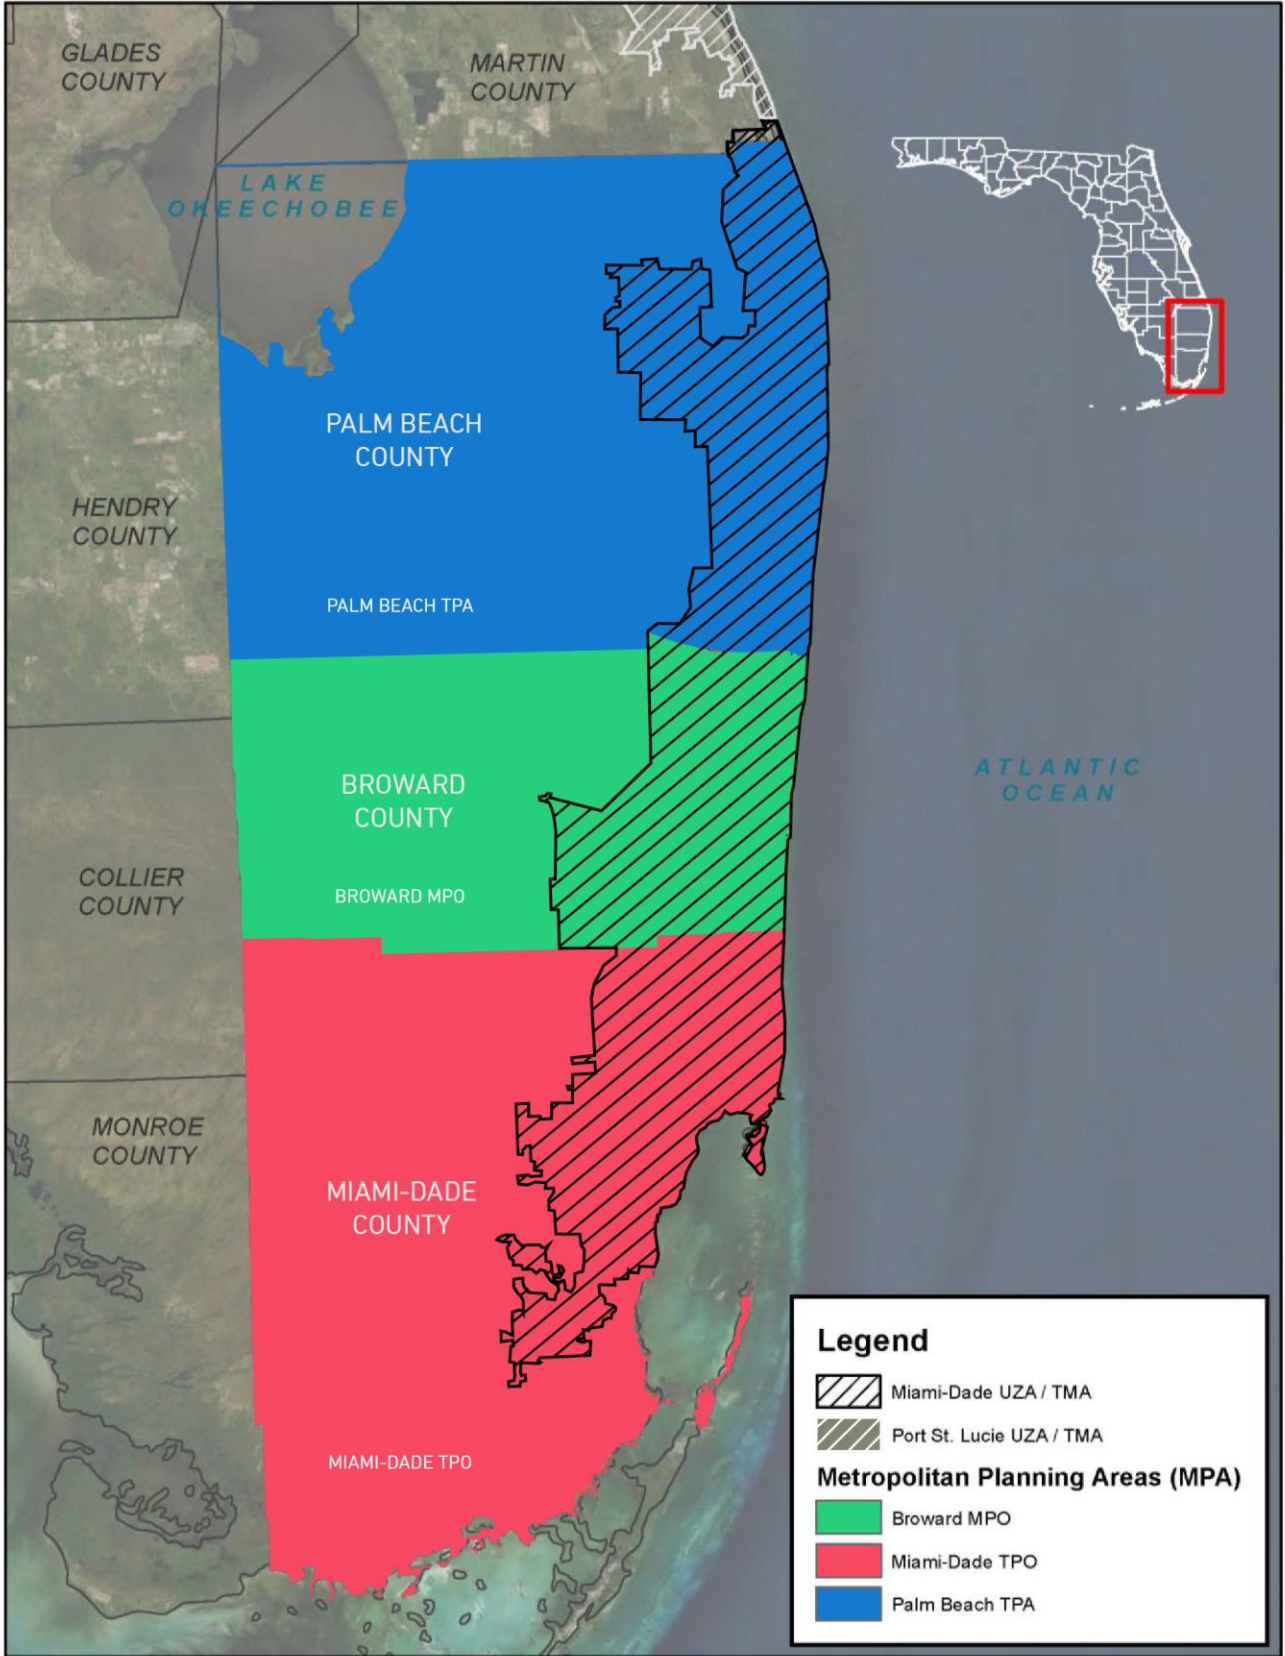 GLADES
COUNTY
MARTIN
COUNTY
LAKE
OKEECHOBEE
PALM BEACH
COUNTY
HENDRY
COUNTY
PALM BEACH TPA
ATLANTIC
OCEAN
BROWARD
COUNTY
COLLIER
COUNTY
BROWARD MPO
MONROE
COUNTY
MIAMI-DADE
COUNTY
MIAMI-DADE TPO
Legend
Miami-Dade UZA / TMA
Port St. Lucie UZA / TMA
Metropolitan Planning Areas (MPA)
Broward MPO
Miami-Dade TPO
Palm Beach TPA